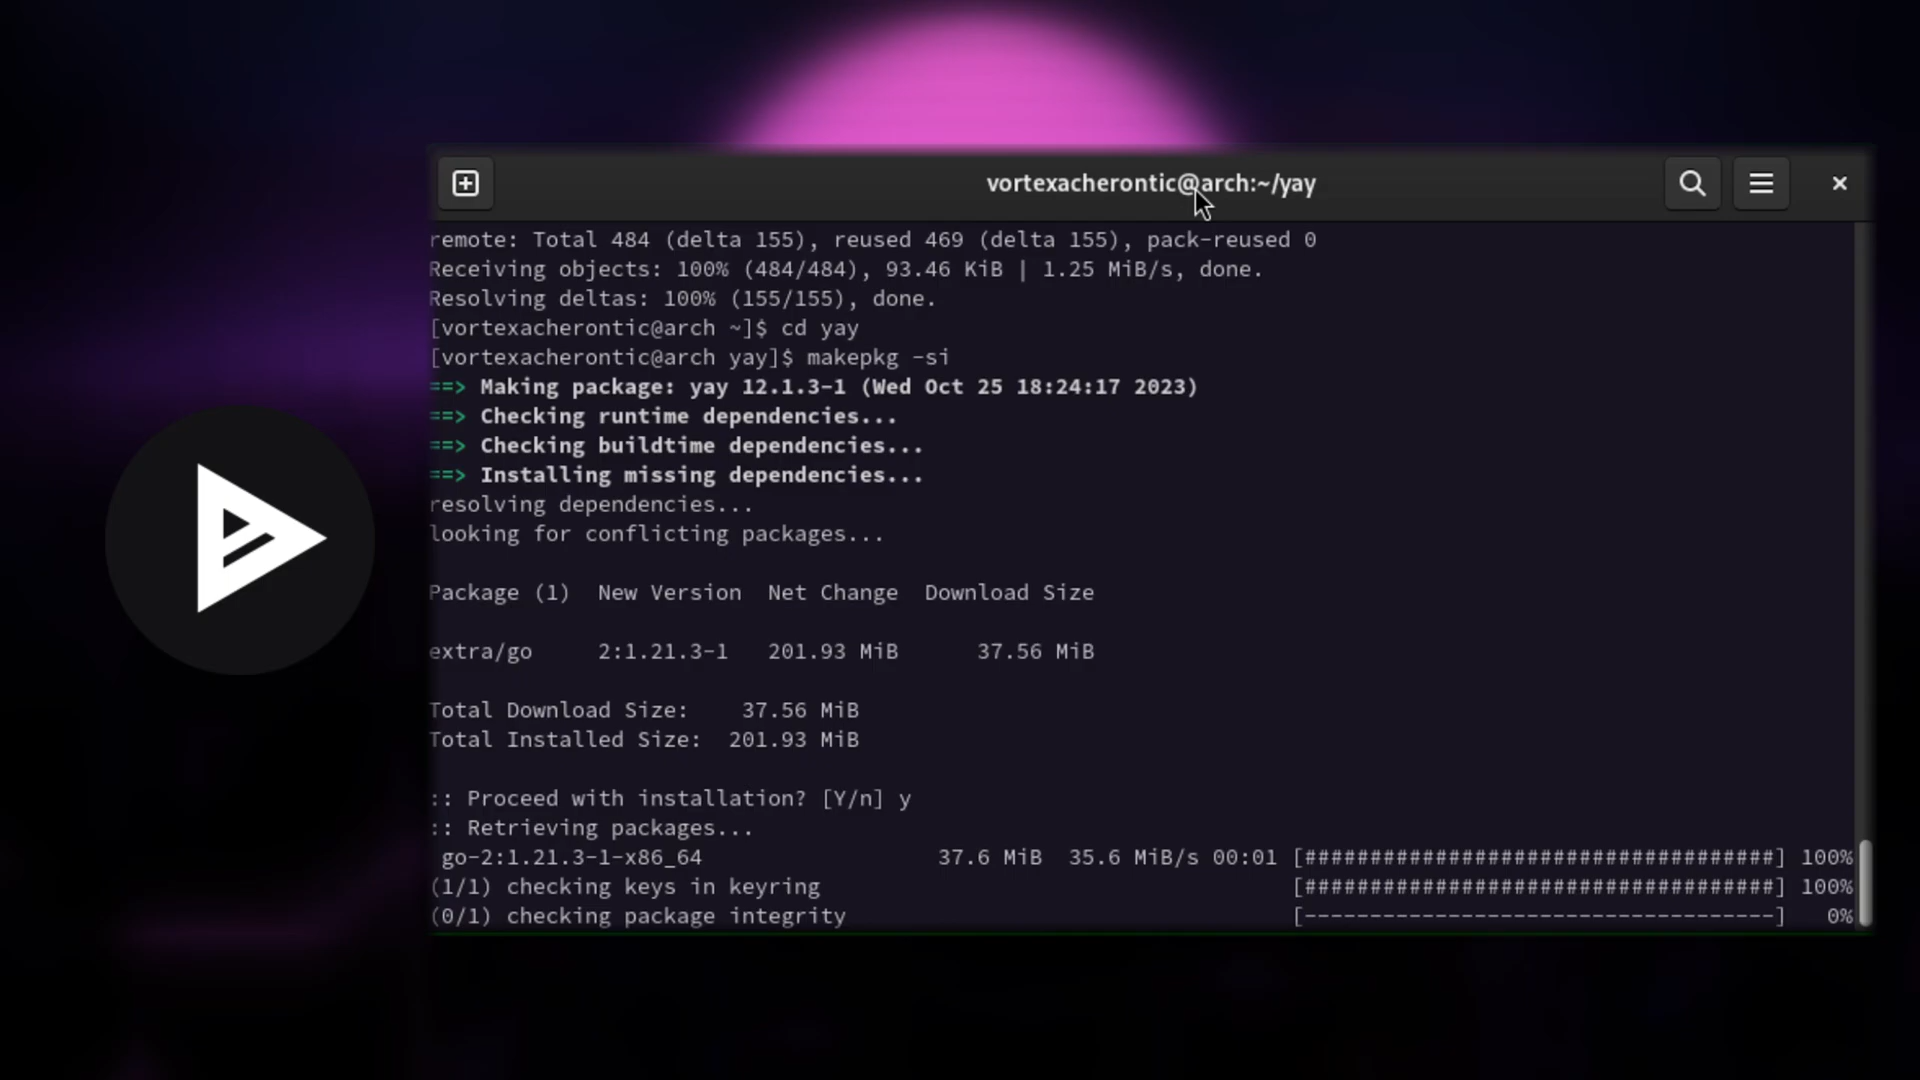 vortexacherontic@arch:~/yay
remote: Total 484 (delta 155), reused 469 (delta 155), pack-reused 0
Receiving objects: 100% (484/484), 93.46 KiB | 1.25 MiB/s, done.
Resolving deltas: 100% (155/155), done.
[vortexacherontic@arch ~]$ cd yay
[vortexacherontic@arch yay]$ makepkg -si
==> Making package: yay 12.1.3-1 (Wed Oct 25 18:24:17 2023)
==> Checking runtime dependencies...
==> Checking buildtime dependencies...
==> Installing missing dependencies...
resolving dependencies...
looking for conflicting packages...
Package (1)  New Version  Net Change  Download Size
extra/go     2:1.21.3-1   201.93 MiB      37.56 MiB
Total Download Size:    37.56 MiB
Total Installed Size:  201.93 MiB
:: Proceed with installation? [Y/n] y
:: Retrieving packages...
go-2:1.21.3-1-x86_64                  37.6 MiB  35.6 MiB/s 00:01 [####################################] 100%
(1/1) checking keys in keyring                                    [####################################] 100%
(0/1) checking package integrity                                  [------------------------------------]   0%